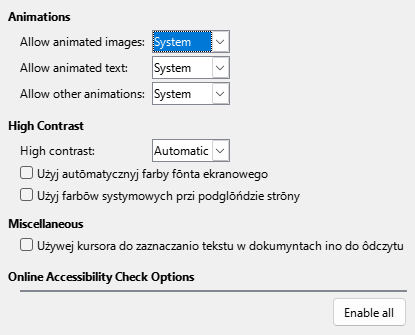 Animations
Allow animated images: System
Allow animated text: System
Allow other animations: System
High Contrast
High contrast: Automatic
Użyj autōmatycznyj farby fōnta ekranowego
Użyj farbōw systymowych przi podglōńdzie strōny
Miscellaneous
Używej kursora do zaznaczanio tekstu w dokumyntach ino do ôdczytu
Online Accessibility Check Options
Enable all